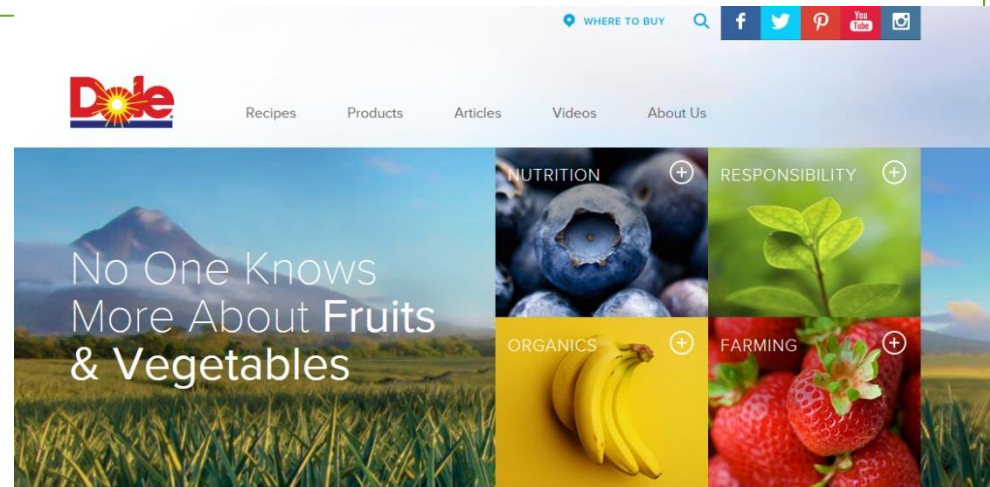 WHERE TO BUY
f
You
Tube
Dole
Recipes Products Articles Videos About Us
NUTRITION
RESPONSIBILITY
No One Knows
More About Fruits
& Vegetables
ORGANICS
FARMING